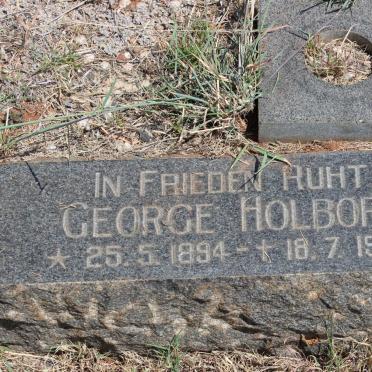 IN FRIEDEN RUHT
GEORGE HOLBOR
* 25.5.1894 - + 18.7.19